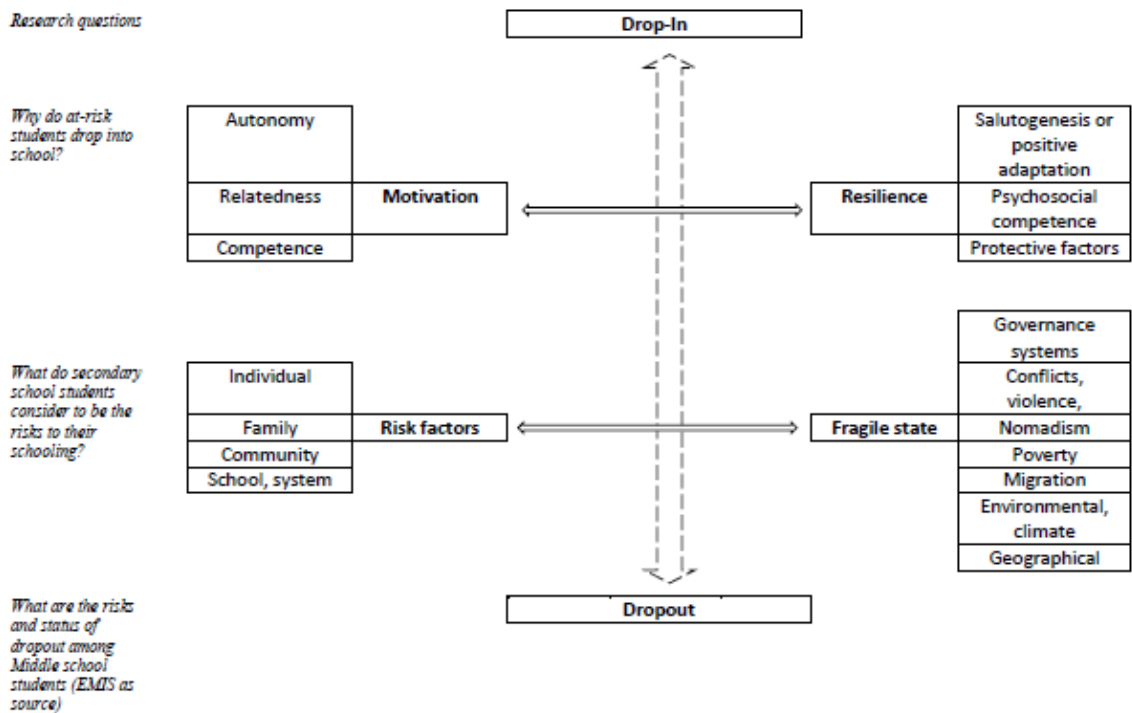 Research questions
Drop-In
Why do at-risk
students drop into
school?
Autonomy
Relatedness
Competence
Motivation
Resilience
Salutogenesis or
positive
adaptation
Psychosocial
competence
Protective factors
What do secondary
school students
consider to be the
risks to their
schooling?
Individual
Family
Community
School, system
Risk factors
Fragile state
Governance
systems
Conflicts,
violence,
Nomadism
Poverty
Migration
Environmental,
climate
Geographical
What are the risks
and status of
dropout among
Middle school
students (EMIS as
source)
Dropout